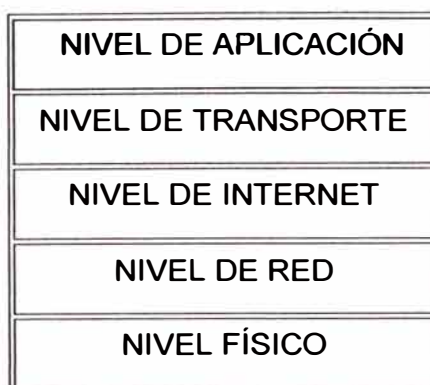 NIVEL DE APLICACIÓN
NIVEL DE TRANSPORTE
NIVEL DE INTERNET
NIVEL DE RED
NIVEL FÍSICO